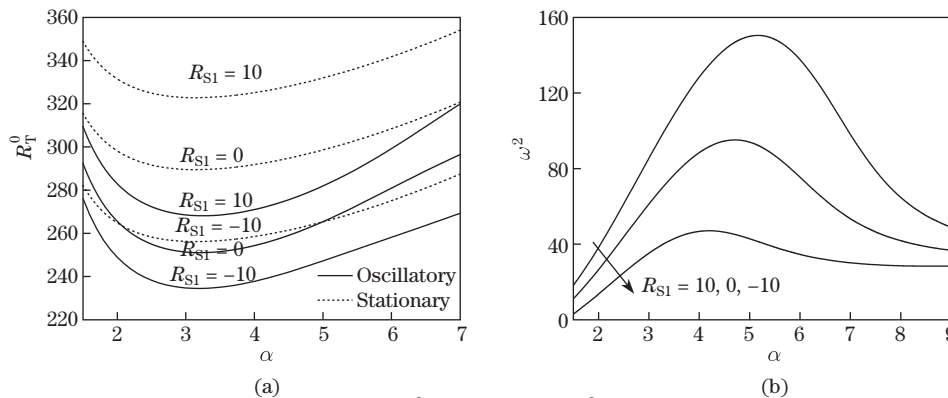 360
340
320
300
280
260
240
220
R_T^0
R_S1 = 10
R_S1 = 0
R_S1 = 10
R_S1 = −10
R_S1 = 0
R_S1 = −10
Oscillatory
Stationary
2 3 4 5 6 7
α
(a)
160
120
80
40
0
ω²
R_S1 = 10, 0, −10
2 3 4 5 6 7 8 9
α
(b)